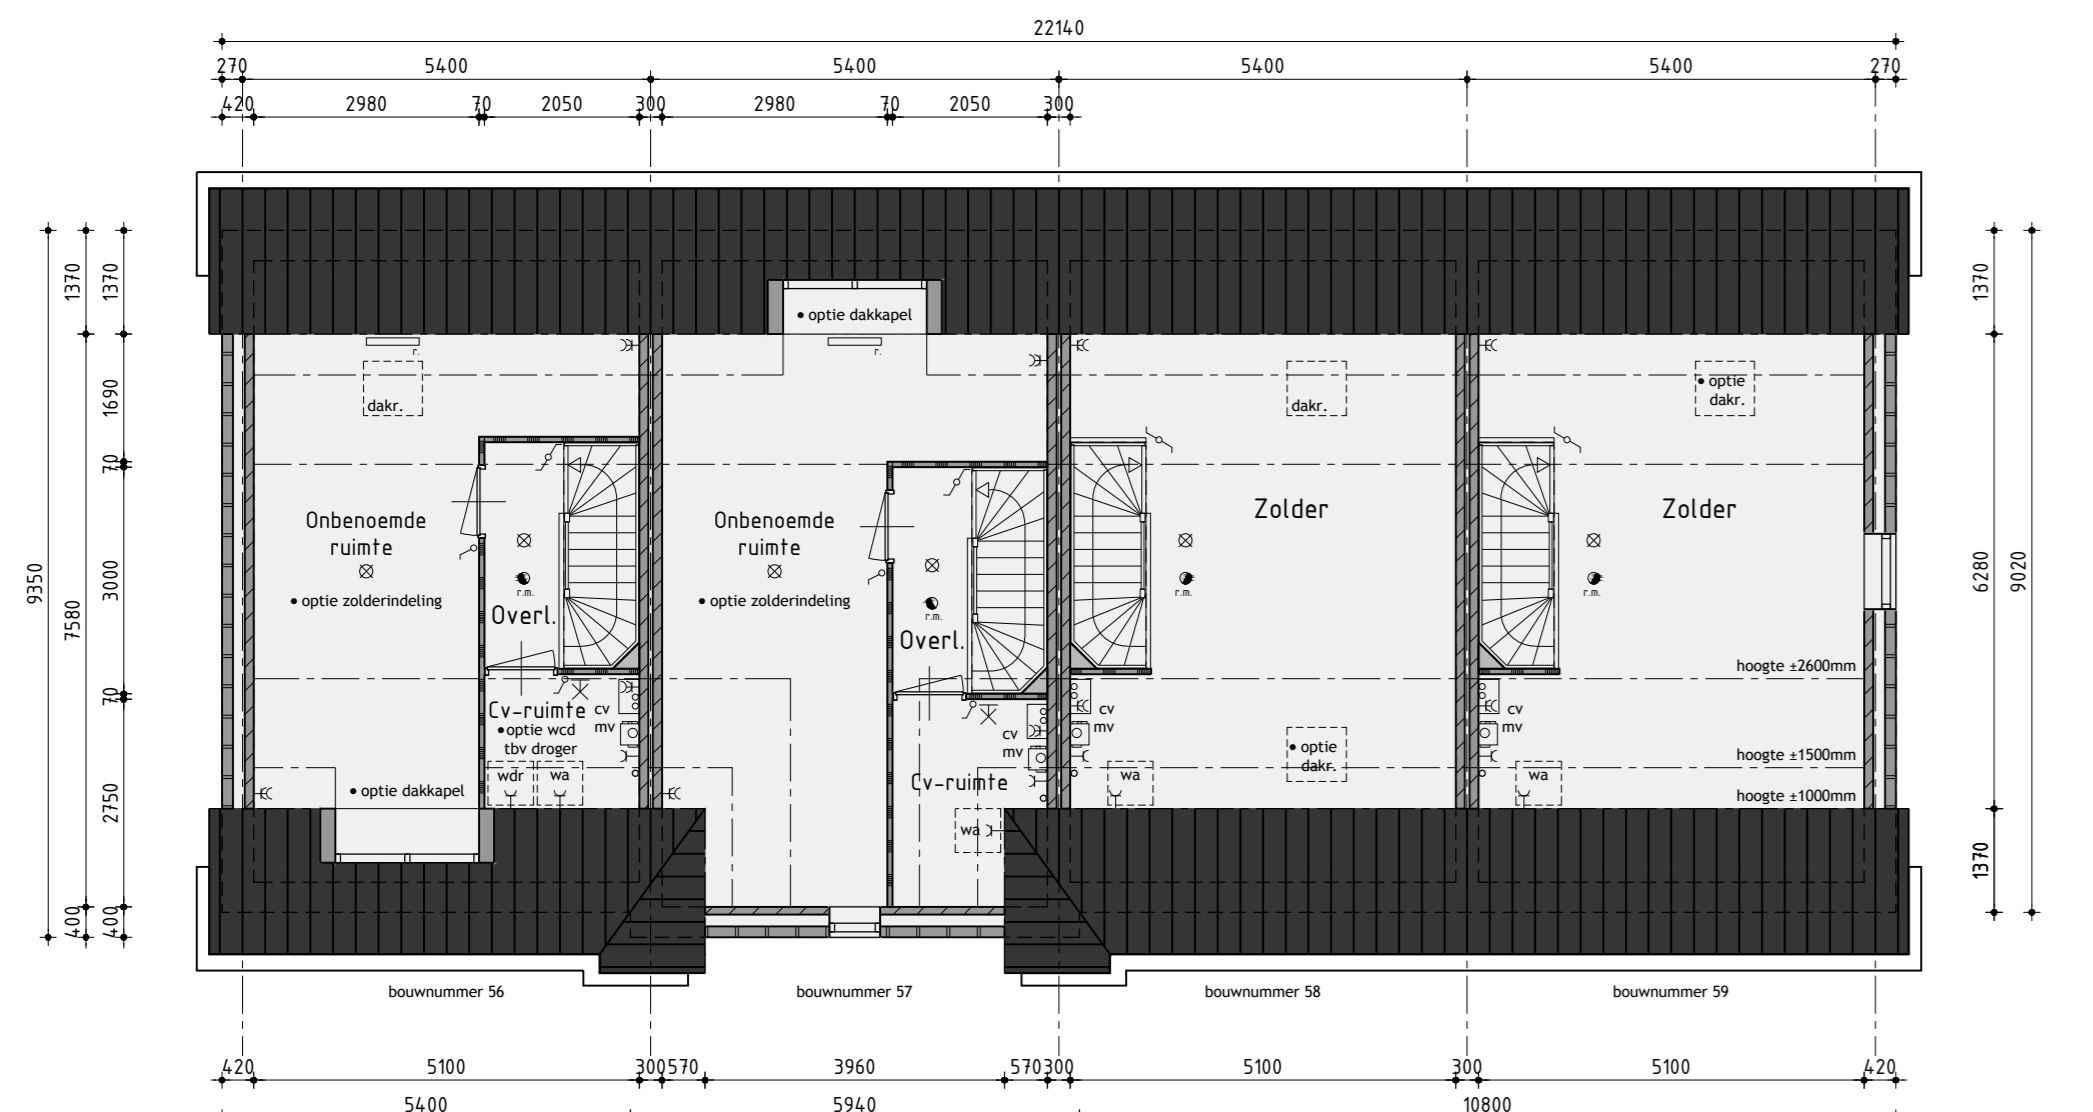 22140
270 5400 5400 5400 5400 270
420 2980 70 2050 300 2980 70 2050 300
1370 1370 1370
• optie dakkapel
r. r.
1690
dakr. dakr. • optie
dakr.
70
Onbenoemde
ruimte
Onbenoemde
ruimte
Zolder Zolder
9350 7580 3000 6280 9020
• optie zolderindeling • optie zolderindeling
r.m. r.m. r.m. r.m.
Overl. Overl.
hoogte ±2600mm
70
Cv-ruimte cv
mv
• optie wcd
tbv droger
cv
mv
cv
mv
cv
mv
• optie
dakr.
hoogte ±1500mm
wdr wa Cv-ruimte wa wa
• optie dakkapel
hoogte ±1000mm
2750
wa
1370
400 400
bouwnummer 56 bouwnummer 57 bouwnummer 58 bouwnummer 59
420 5100 300 570 3960 570 300 5100 300 5100 420
5400 5940 10800